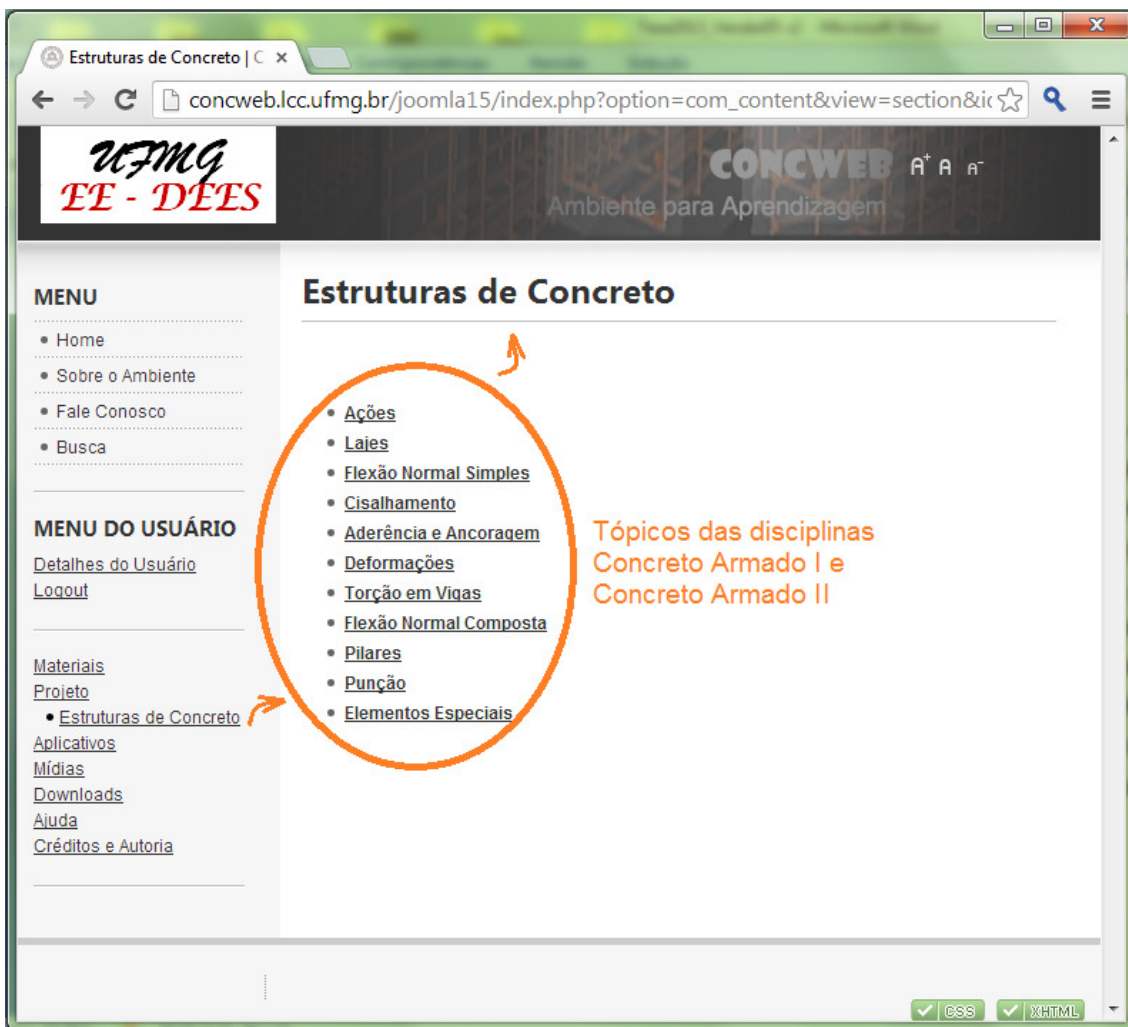 Estruturas de Concreto | C
concweb.lcc.ufmg.br/joomla15/index.php?option=com_content&view=section&ic
UFMG
EE - DEES
CONCWEB
A+ A A-
Ambiente para Aprendizagem
MENU
Home
Sobre o Ambiente
Fale Conosco
Busca
MENU DO USUÁRIO
Detalhes do Usuário
Logout
Materiais
Projeto
Estruturas de Concreto
Aplicativos
Mídias
Downloads
Ajuda
Créditos e Autoria
Estruturas de Concreto
Ações
Lajes
Flexão Normal Simples
Cisalhamento
Aderência e Ancoragem
Deformações
Torção em Vigas
Flexão Normal Composta
Pilares
Punção
Elementos Especiais
Tópicos das disciplinas
Concreto Armado I e
Concreto Armado II
CSS
XHTML